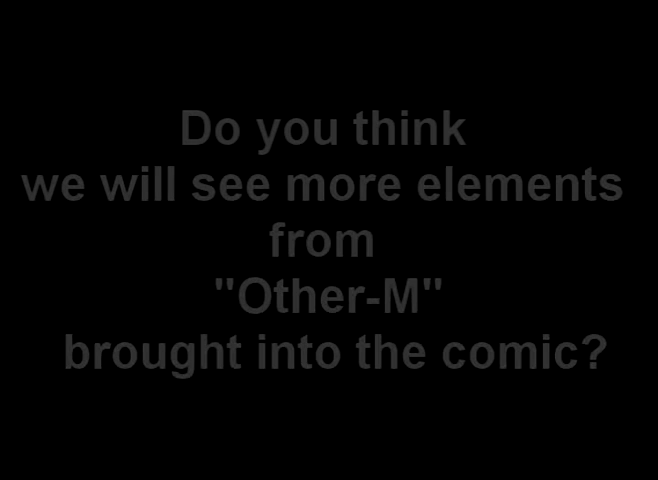 Do you think
we will see more elements
from
"Other-M"
brought into the comic?